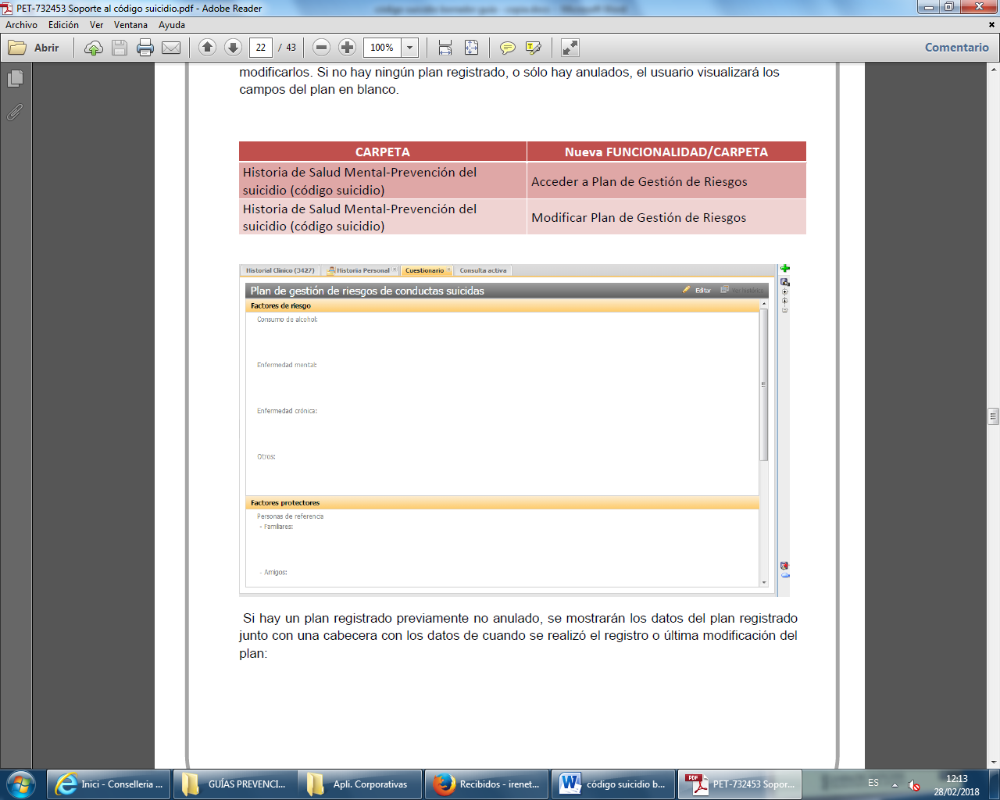 PET-732453 Soporte al código suicidio.pdf - Adobe Reader
Archivo Edición Ver Ventana Ayuda
Abrir 22 / 43 100% Comentario
modificarlos. Si no hay ningún plan registrado, o sólo hay anulados, el usuario visualizará los
campos del plan en blanco.
CARPETA Nueva FUNCIONALIDAD/CARPETA
Historia de Salud Mental-Prevención del
suicidio (código suicidio)
Acceder a Plan de Gestión de Riesgos
Historia de Salud Mental-Prevención del
suicidio (código suicidio)
Modificar Plan de Gestión de Riesgos
Historial Clínico (3427) Historia Personal Cuestionario Consulta activa
Plan de gestión de riesgos de conductas suicidas Editar Ver histórico
Factores de riesgo
Consumo de alcohol:
Enfermedad mental:
Enfermedad crónica:
Otros:
Factores protectores
Personas de referencia
- Familiares:
- Amigos:
Si hay un plan registrado previamente no anulado, se mostrarán los datos del plan registrado
junto con una cabecera con los datos de cuando se realizó el registro o última modificación del
plan:
Inici - Conselleria ... GUÍAS PREVENCI... Apli. Corporativas Recibidos - irenet... código suicidio b... PET-732453 Sopor... ES 12:13
28/02/2018